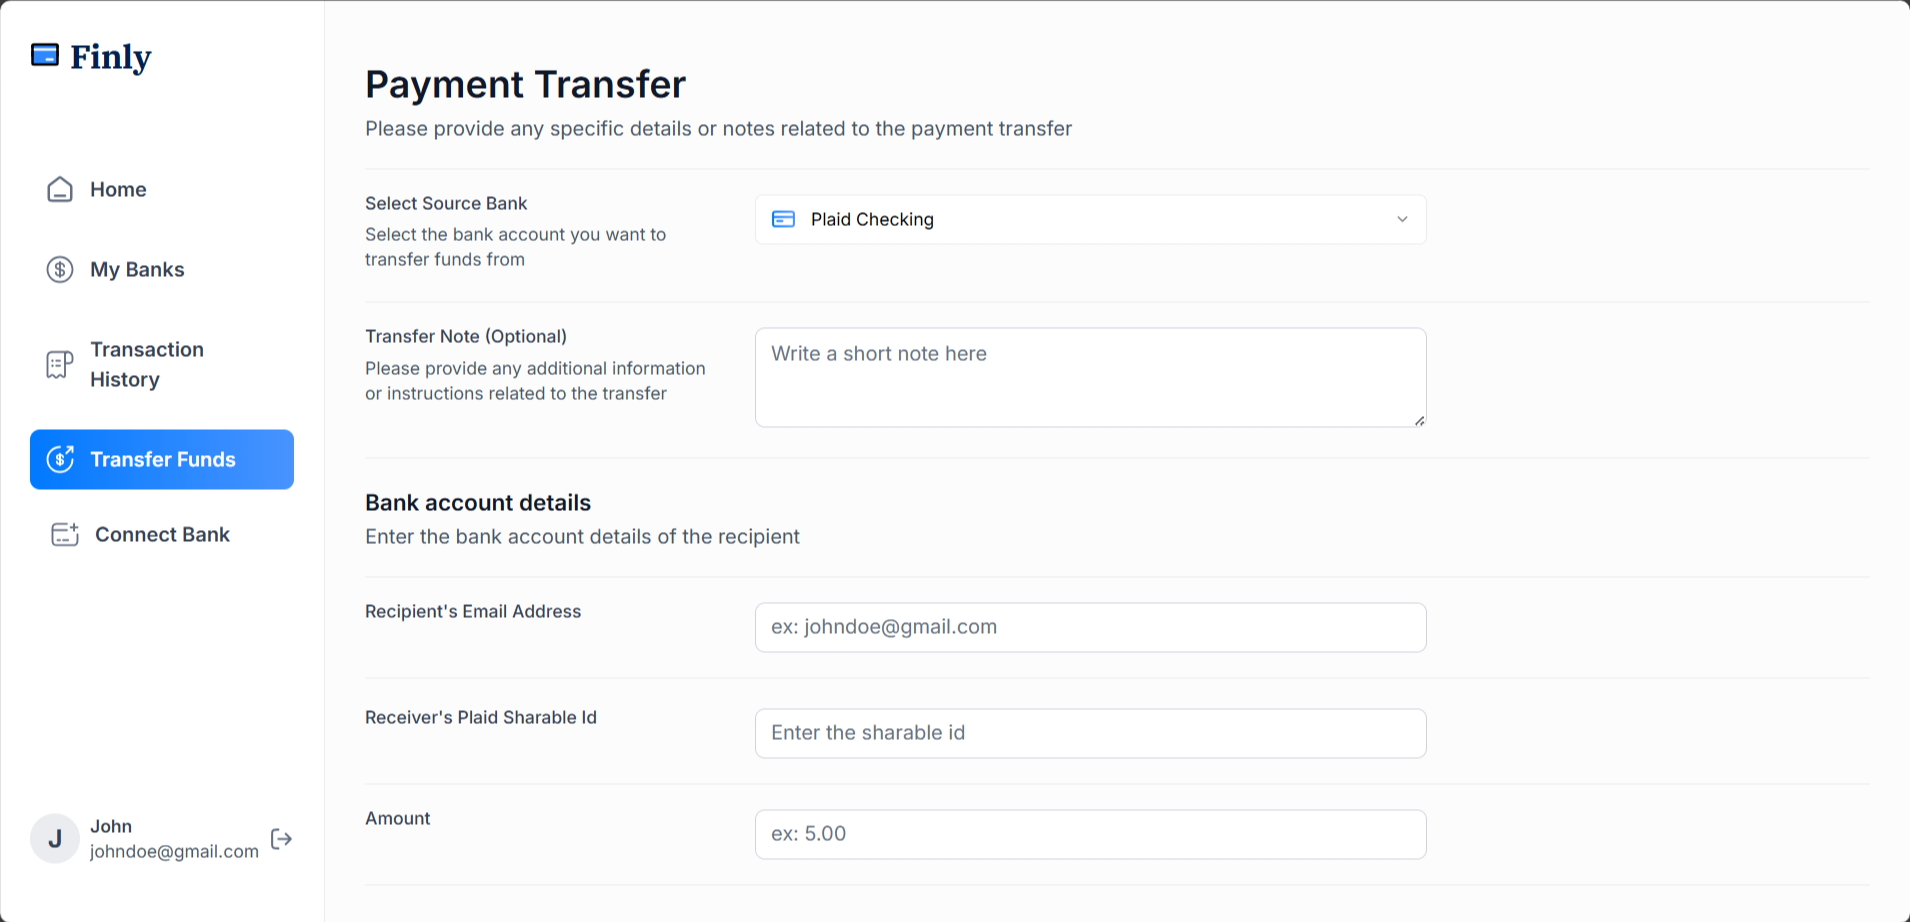 Finly
Home
My Banks
Transaction
History
Transfer Funds
Connect Bank
J
John
johndoe@gmail.com
Payment Transfer
Please provide any specific details or notes related to the payment transfer
Select Source Bank
Select the bank account you want to
transfer funds from
Plaid Checking
Transfer Note (Optional)
Please provide any additional information
or instructions related to the transfer
Write a short note here
Bank account details
Enter the bank account details of the recipient
Recipient's Email Address
ex: johndoe@gmail.com
Receiver's Plaid Sharable Id
Enter the sharable id
Amount
ex: 5.00